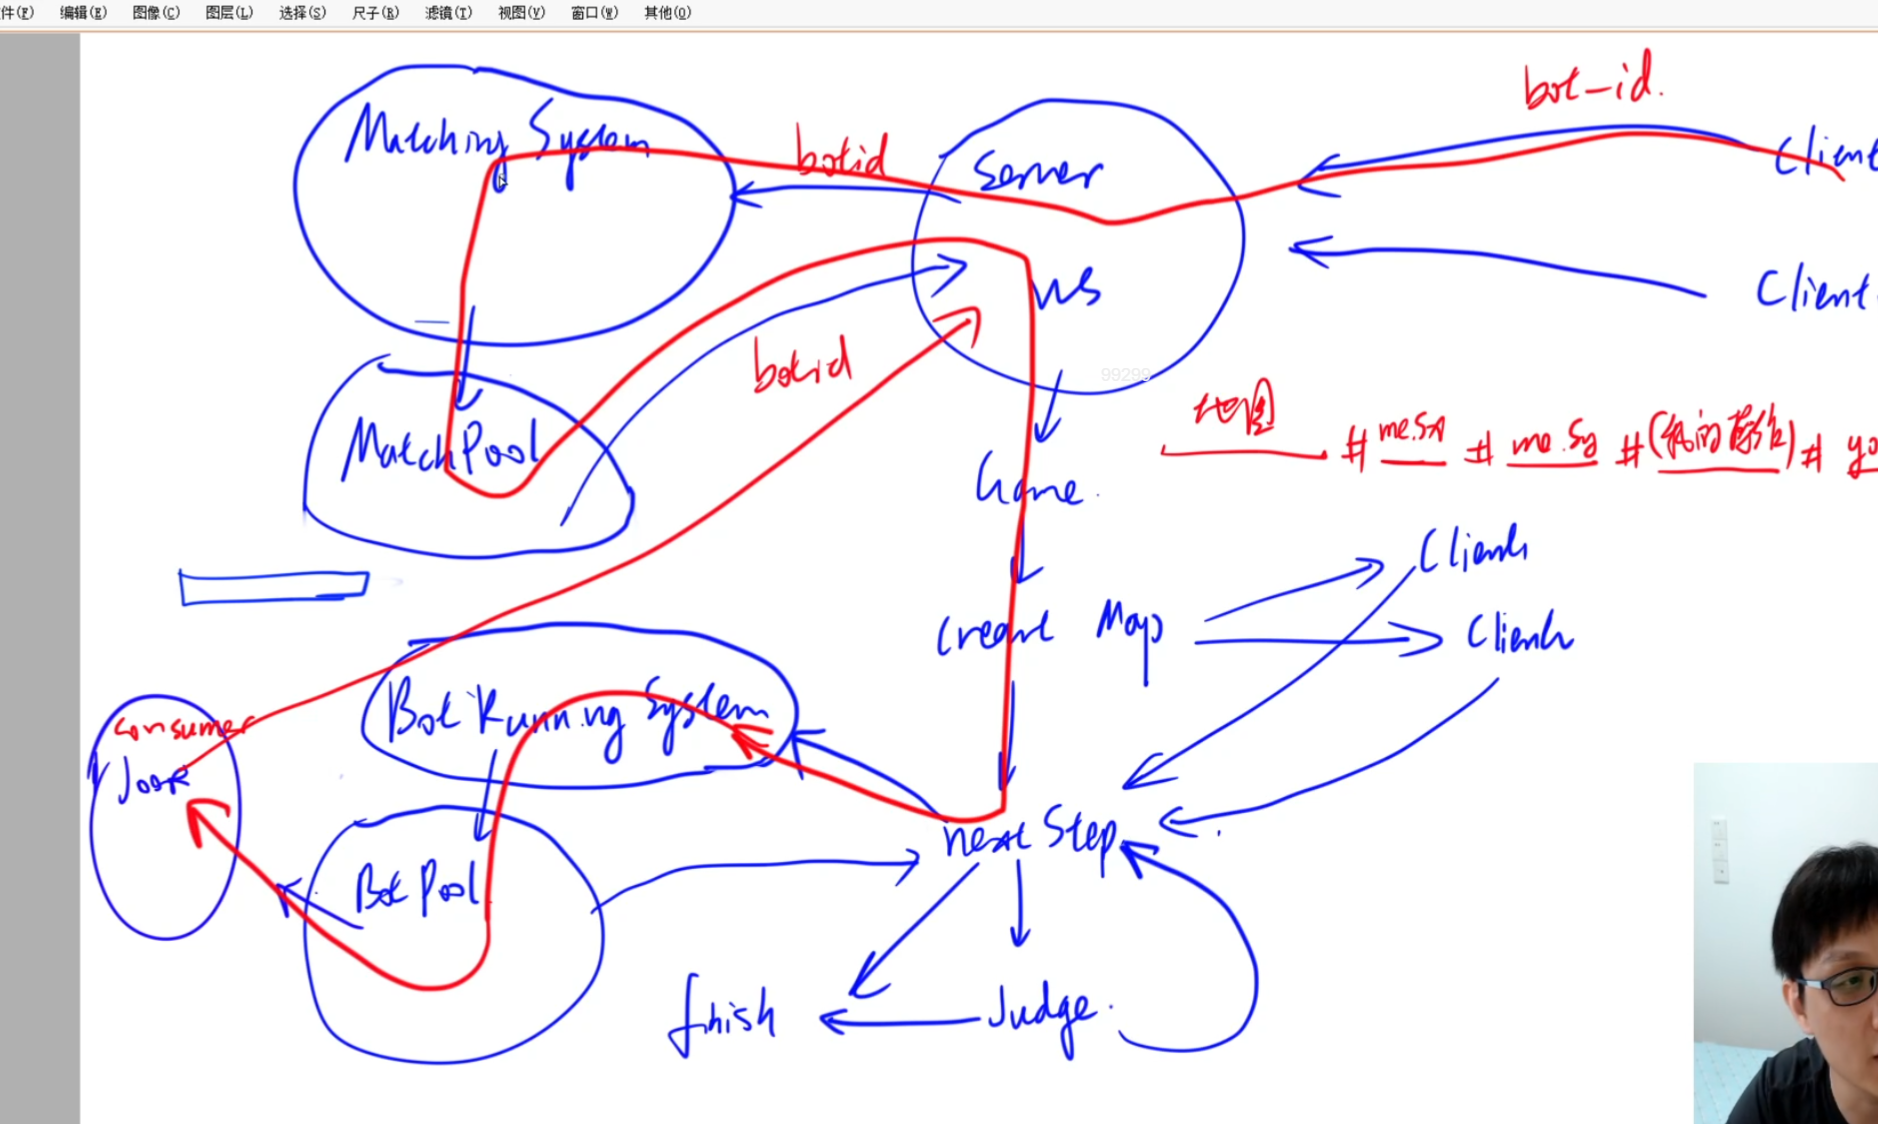 件(F) 编辑(E) 图像(C) 图层(L) 选择(S) 尺子(R) 滤镜(T) 视图(V) 窗口(W) 其他(O)
bot-id.
Matching System
botid
Server
Client
ws
Client
botid
99299
地图
# me.sx # me.sy # (我的操作) # yo
MatchPool
Game.
Client
Create Map
Client
Bot Running System
Consumer
Joor
next Step
Bot Pool
finish
Judge.